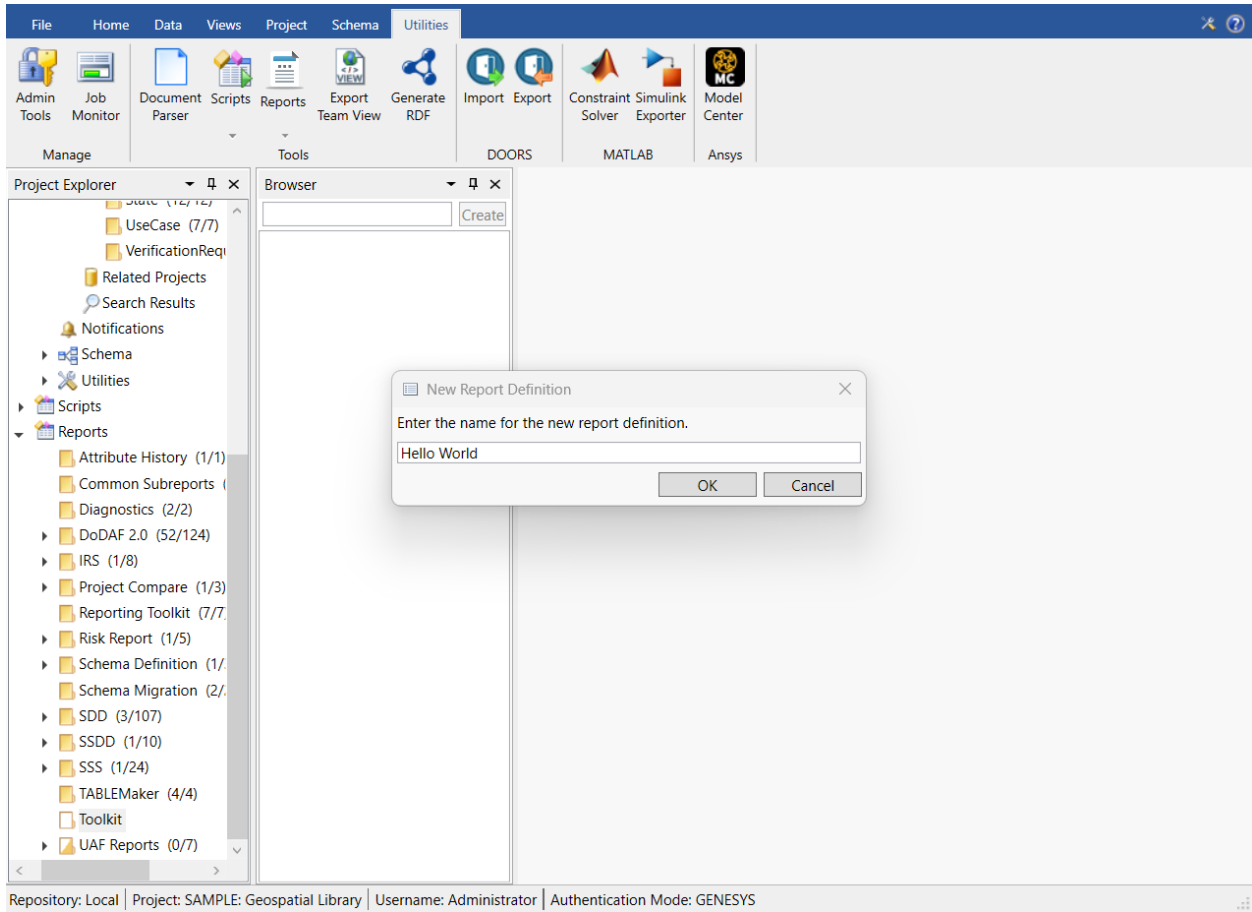 File Home Data Views Project Schema Utilities
Admin Tools
Job Monitor
Document Parser
Scripts
Reports
Export Team View
Generate RDF
Import
Export
Constraint Solver
Simulink Exporter
Model Center
Manage
Tools
DOORS
MATLAB
Ansys
Project Explorer
UseCase (7/7)
Related Projects
Search Results
Notifications
Schema
Utilities
Scripts
Reports
Attribute History (1/1)
Common Subreports (
Diagnostics (2/2)
DoDAF 2.0 (52/124)
IRS (1/8)
Project Compare (1/3)
Reporting Toolkit (7/7
Risk Report (1/5)
Schema Definition (1/
Schema Migration (2/
SDD (3/107)
SSDD (1/10)
SSS (1/24)
TABLEMaker (4/4)
Toolkit
UAF Reports (0/7)
Browser
Create
New Report Definition
Enter the name for the new report definition.
Hello World
OK Cancel
Repository: Local Project: SAMPLE: Geospatial Library Username: Administrator Authentication Mode: GENESYS